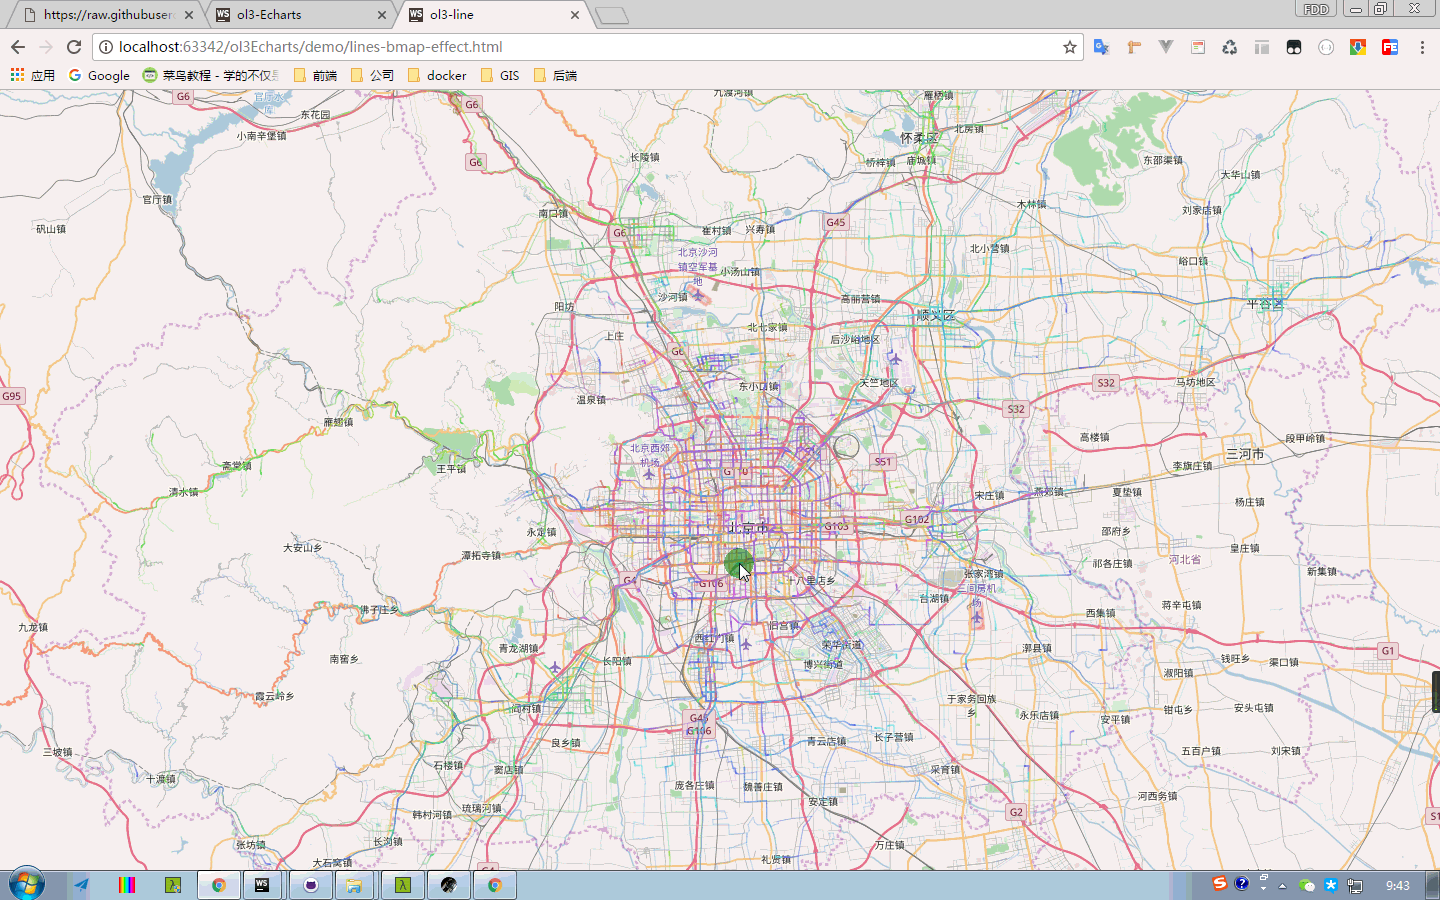 https://raw.githubuser
ol3-Echarts
ol3-line
FDD
localhost:63342/ol3Echarts/demo/lines-bmap-effect.html
应用
Google
菜鸟教程 - 学的不仅
前端
公司
docker
GIS
后端
G6
官厅水
库
东花园
小南辛堡镇
G6
九渡河镇
雁栖镇
北房镇
怀柔区
桥梓镇
庙城镇
G6
长陵镇
东邵渠镇
大华山镇
官厅镇
矾山镇
南口镇
G6
崔村镇
兴寿镇
G45
木林镇
刘家店镇
北京沙河
镇空军基
地
小汤山镇
北小营镇
峪口镇
沙河镇
阳坊
高丽营镇
顺义区
平谷区
上庄
北七家镇
后沙峪地区
G6
东小口镇
天竺地区
S32
马坊地区
G95
温泉镇
S32
雁翅镇
高楼镇
段甲岭镇
三河市
北京西郊
机场
斋堂镇
王平镇
S51
李旗庄镇
清水镇
宋庄镇
燕郊镇
夏垫镇
杨庄镇
北京市
G103
G102
永定镇
邵府乡
大安山乡
潭拓寺镇
皇庄镇
祁各庄镇
河北省
新集镇
G4
G106
十八里店乡
张家湾镇
间房机
场
台湖镇
佛子庄乡
西集镇
蒋辛屯镇
九龙镇
旧宫镇
西红门镇
荣华街道
博兴街道
青龙湖镇
长阳镇
南窖乡
漷县镇
钱旺乡
渠口镇
G1
淑阳镇
霞云岭乡
阎村镇
于家务回族
乡
永乐店镇
安平镇
钳屯乡
安头屯镇
G45
G106
良乡镇
青云店镇
长子营镇
五百户镇
刘宋镇
三坡镇
十渡镇
石楼镇
窦店镇
庞各庄镇
魏善庄镇
采育镇
河西务镇
安定镇
韩村河镇
琉璃河镇
G2
张坊镇
长沟镇
大石窝镇
礼贤镇
万庄镇
9:43